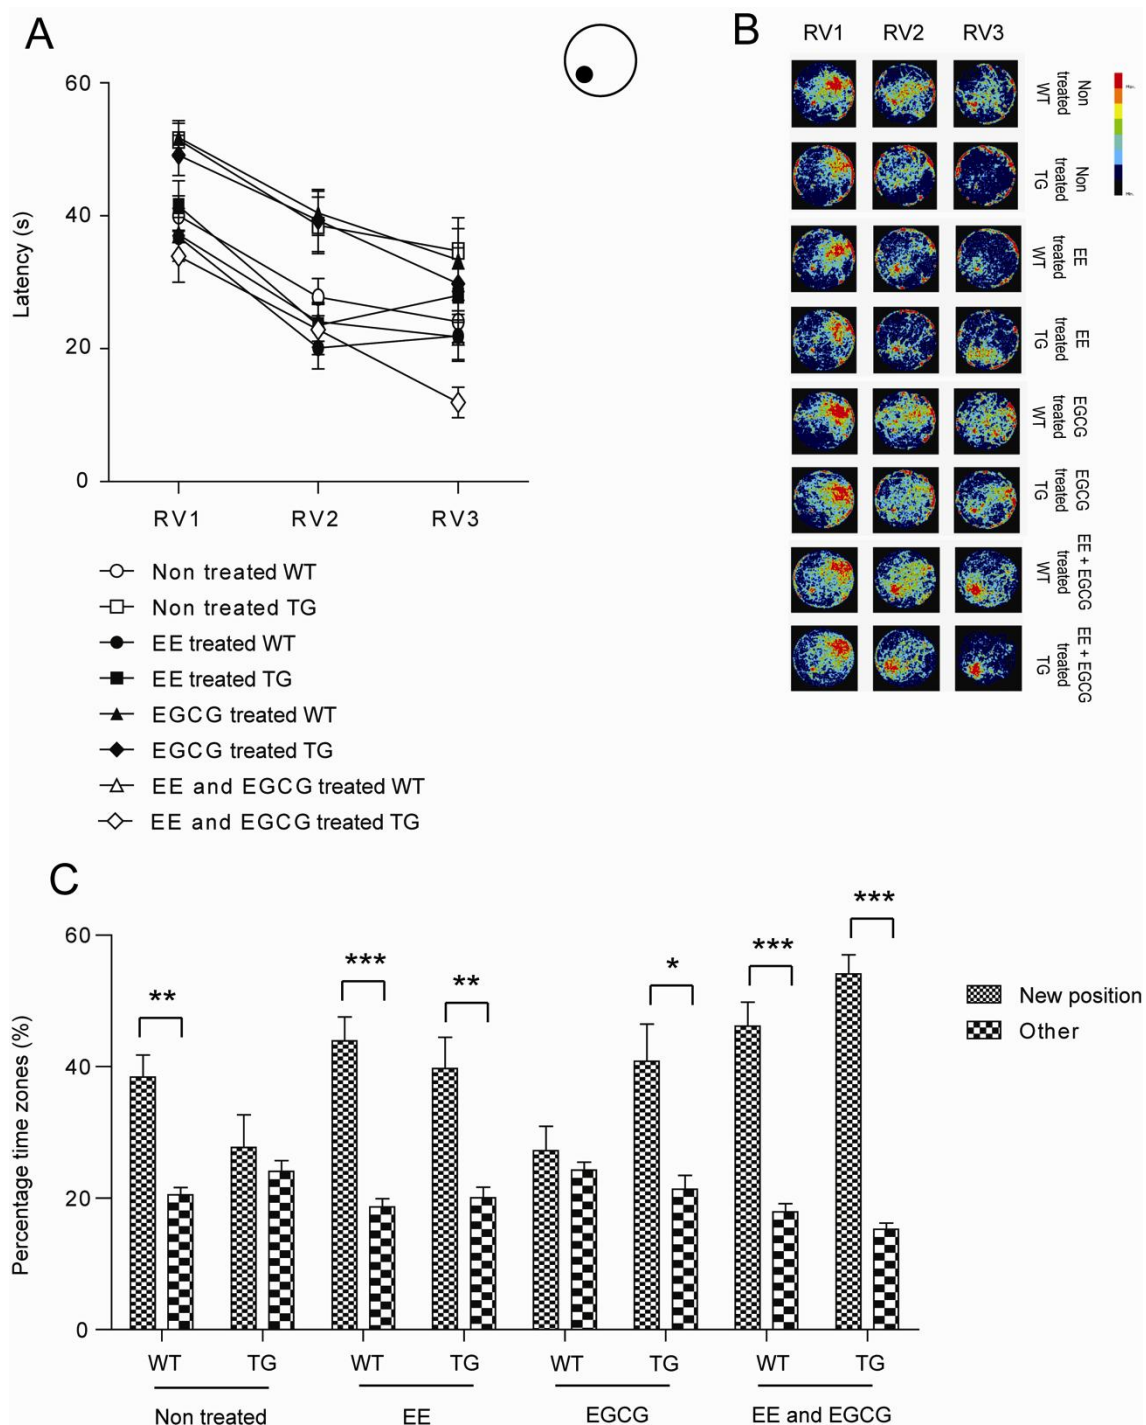 A
60
40
20
0
Latency (s)
RV1 RV2 RV3
Non treated WT
Non treated TG
EE treated WT
EE treated TG
EGCG treated WT
EGCG treated TG
EE and EGCG treated WT
EE and EGCG treated TG
B
RV1 RV2 RV3
Non
treated
WT
Non
treated
TG
EE
treated
WT
EE
treated
TG
EGCG
treated
WT
EGCG
treated
TG
EE + EGCG
treated
WT
EE + EGCG
treated
TG
C
60
40
20
0
Percentage time zones (%)
** *** ** * *** ***
New position
Other
WT TG WT TG WT TG WT TG
Non treated EE EGCG EE and EGCG